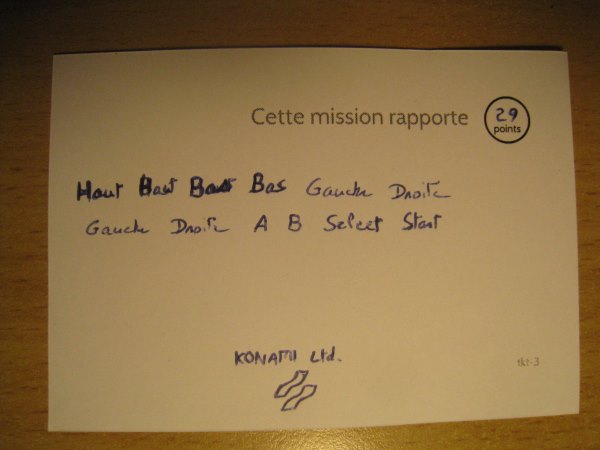 Cette mission rapporte 29 points
Haut Haut Bas Bas Gauche Droite
Gauche Droite A B Select Start
KONAMI Ltd.
tkt-3